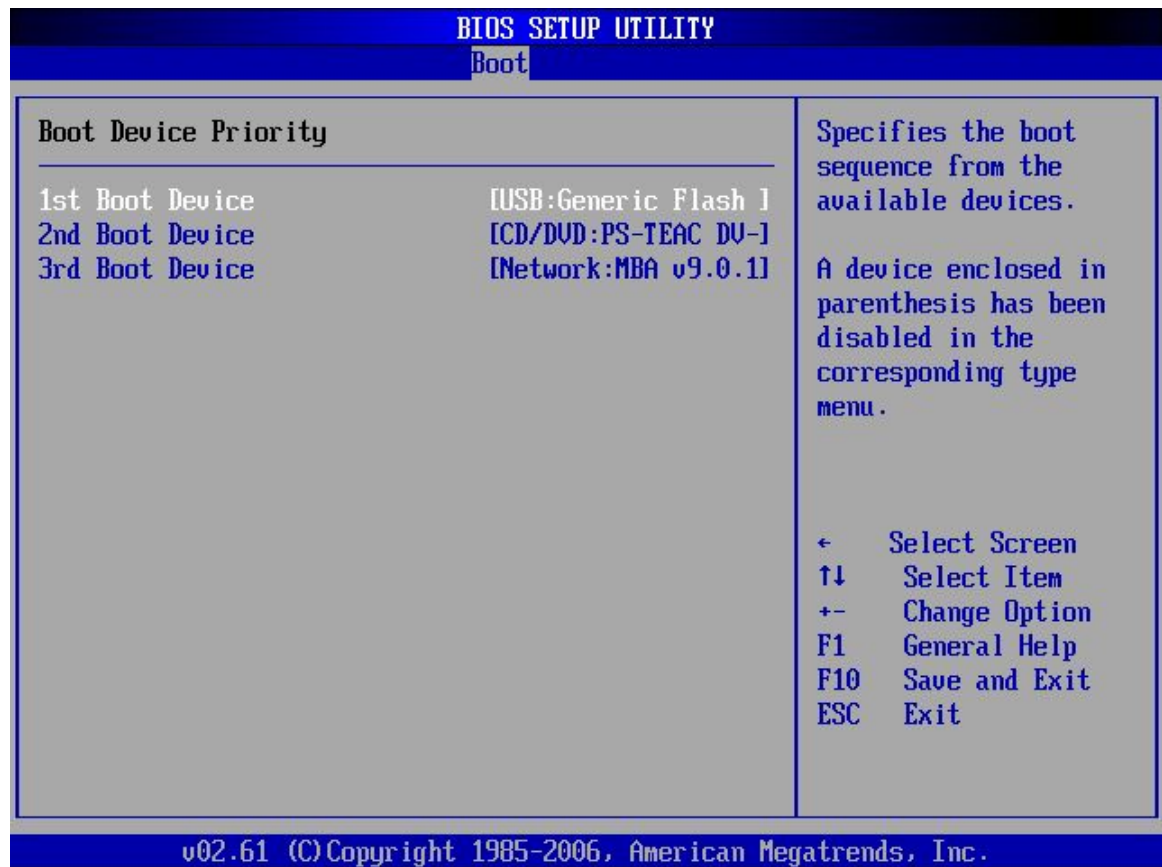 BIOS SETUP UTILITY
Boot
Boot Device Priority
1st Boot Device [USB:Generic Flash ]
2nd Boot Device [CD/DVD:PS-TEAC DV-]
3rd Boot Device [Network:MBA v9.0.1]
Specifies the boot
sequence from the
available devices.
A device enclosed in
parenthesis has been
disabled in the
corresponding type
menu.
← Select Screen
↑↓ Select Item
+- Change Option
F1 General Help
F10 Save and Exit
ESC Exit
v02.61 (C)Copyright 1985-2006, American Megatrends, Inc.